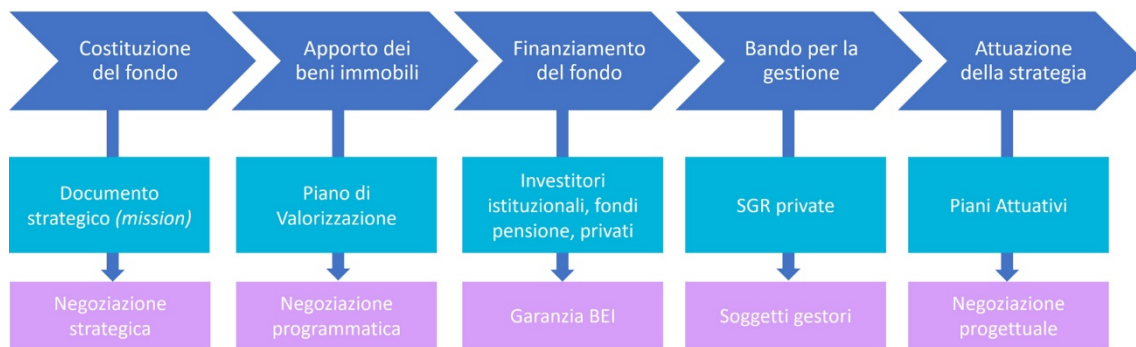 Costituzione
del fondo
Apporto dei
beni immobili
Finanziamento
del fondo
Bando per la
gestione
Attuazione
della strategia
Documento
strategico (mission)
Piano di
Valorizzazione
Investitori
istituzionali, fondi
pensione, privati
SGR private
Piani Attuativi
Negoziazione
strategica
Negoziazione
programmatica
Garanzia BEI
Soggetti gestori
Negoziazione
progettuale